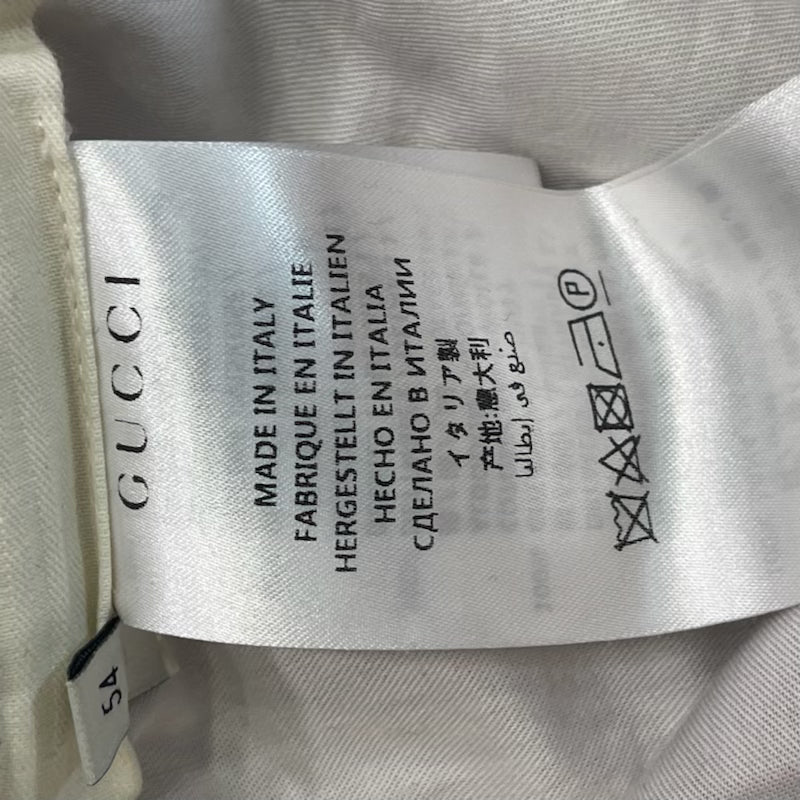 GUCCI
MADE IN ITALY
FABRIQUE EN ITALIE
HERGESTELLT IN ITALIEN
HECHO EN ITALIA
СДЕЛАНО В ИТАЛИИ
イタリア製
产地:意大利
صنع في إيطاليا
P
54